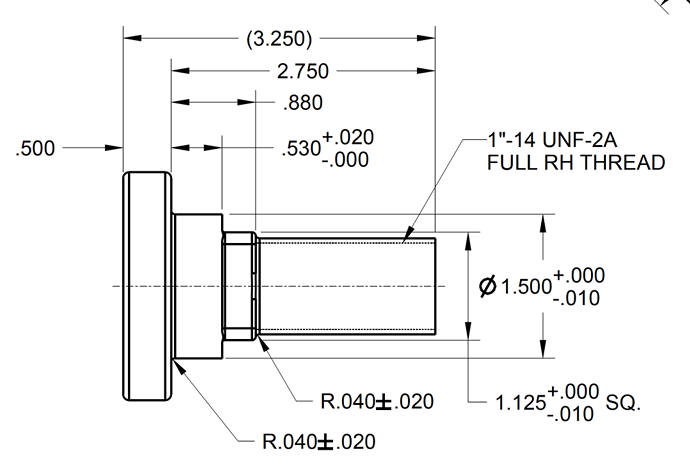 (3.250)
2.750
.880
.500
.530 +.020
-.000
1"-14 UNF-2A
FULL RH THREAD
Ø 1.500 +.000
-.010
R.040±.020
1.125 +.000 SQ.
-.010
R.040±.020